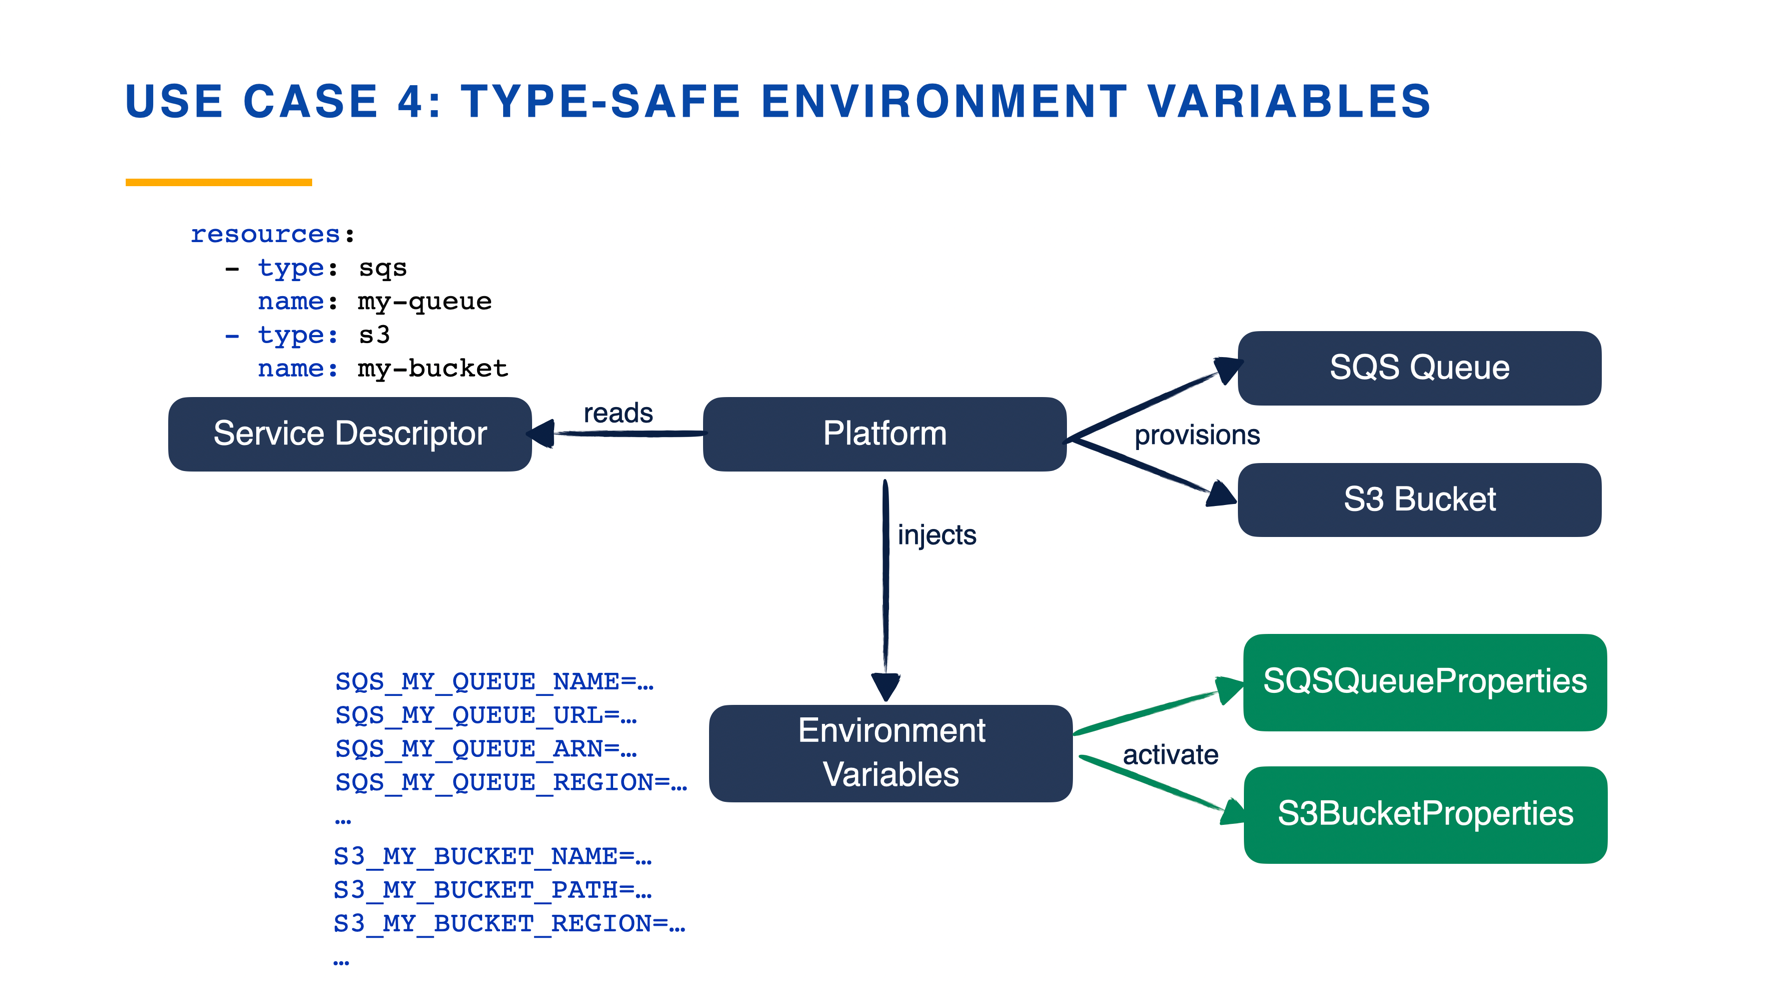 USE CASE 4: TYPE-SAFE ENVIRONMENT VARIABLES
resources:
  - type: sqs
    name: my-queue
  - type: s3
    name: my-bucket
Service Descriptor
reads
Platform
provisions
SQS Queue
S3 Bucket
injects
SQS_MY_QUEUE_NAME=…
SQS_MY_QUEUE_URL=…
SQS_MY_QUEUE_ARN=…
SQS_MY_QUEUE_REGION=…
…
S3_MY_BUCKET_NAME=…
S3_MY_BUCKET_PATH=…
S3_MY_BUCKET_REGION=…
…
Environment
Variables
activate
SQSQueueProperties
S3BucketProperties